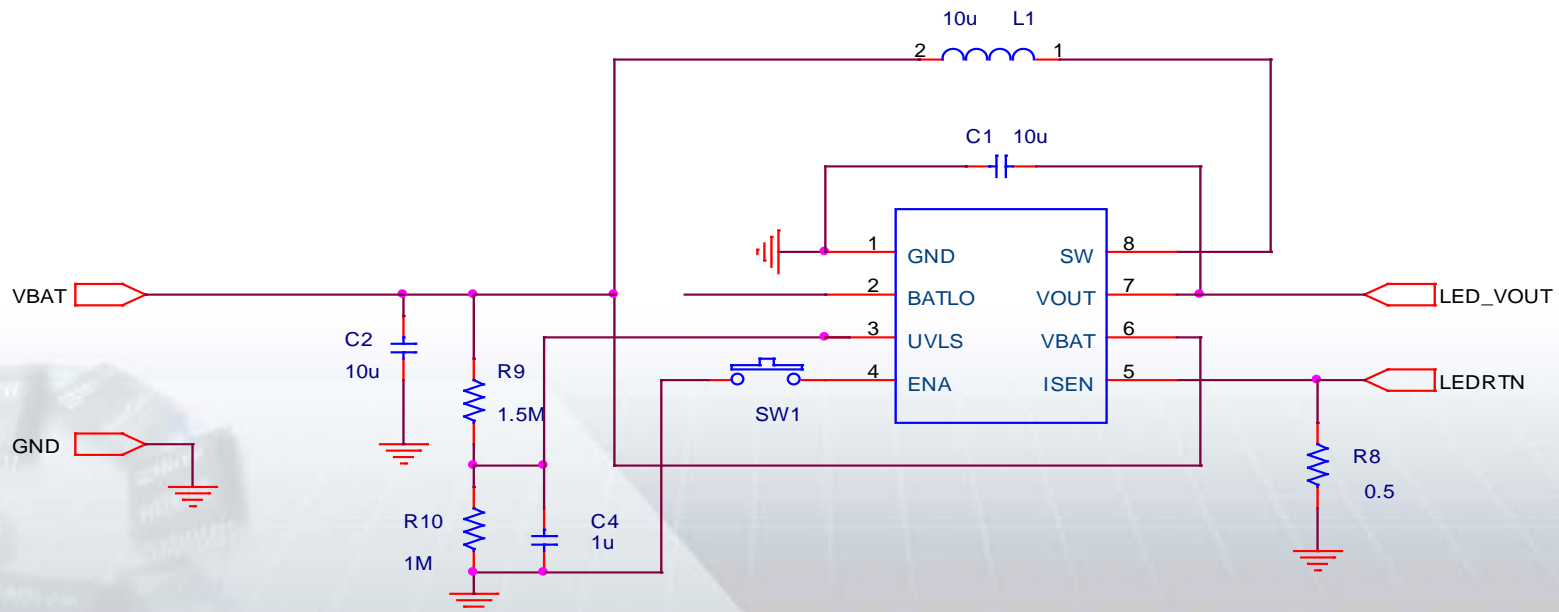 10u L1
2 1
C1 10u
1 GND SW 8
VBAT 2 BATLO VOUT 7 LED_VOUT
C2 3 UVLS VBAT 6
10u R9 4 ENA ISEN 5 LEDRTN
1.5M SW1
GND
R8
0.5
R10 C4
1u
1M